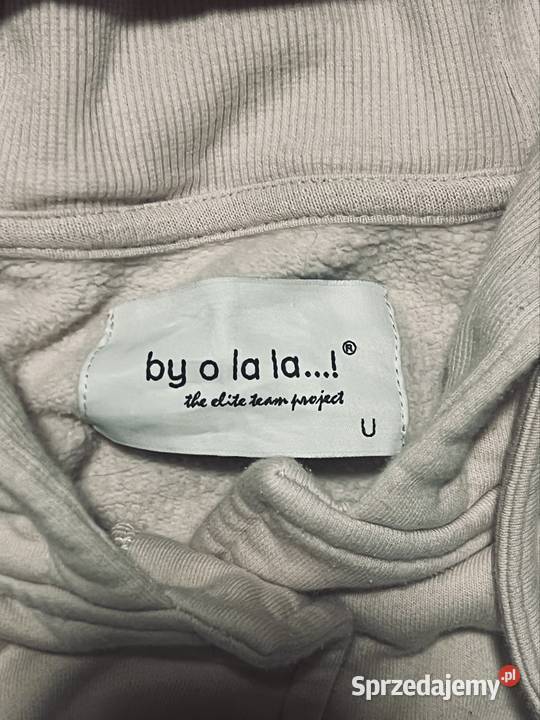 by o la la...!®
the elite team project
U
Sprzedajemy.pl